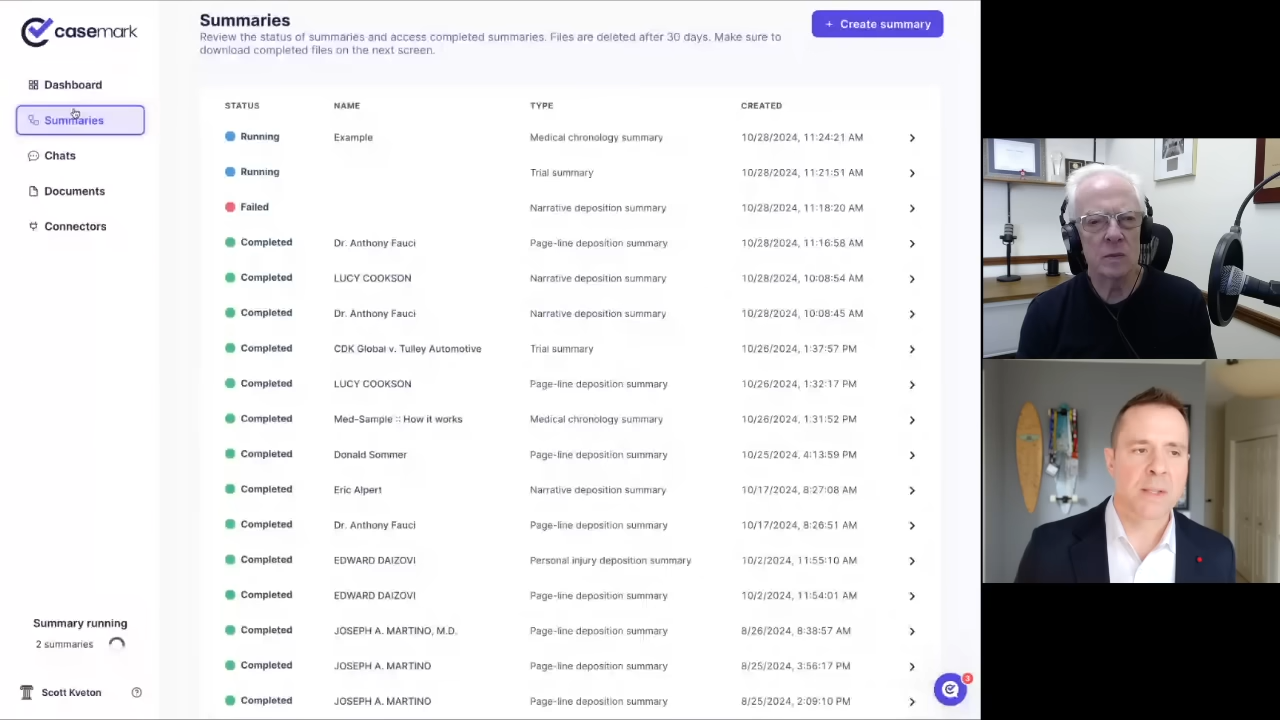 casemark
Dashboard
Summaries
Chats
Documents
Connectors
Summary running
2 summaries
Scott Kveton
Summaries
Review the status of summaries and access completed summaries. Files are deleted after 30 days. Make sure to
download completed files on the next screen.
+ Create summary
STATUS NAME TYPE CREATED
Running Example Medical chronology summary 10/28/2024, 11:24:21 AM
Running Trial summary 10/28/2024, 11:21:51 AM
Failed Narrative deposition summary 10/28/2024, 11:18:20 AM
Completed Dr. Anthony Fauci Page-line deposition summary 10/28/2024, 11:16:58 AM
Completed LUCY COOKSON Narrative deposition summary 10/28/2024, 10:08:54 AM
Completed Dr. Anthony Fauci Narrative deposition summary 10/28/2024, 10:08:45 AM
Completed CDK Global v. Tulley Automotive Trial summary 10/26/2024, 1:37:57 PM
Completed LUCY COOKSON Page-line deposition summary 10/26/2024, 1:32:17 PM
Completed Med-Sample :: How it works Medical chronology summary 10/26/2024, 1:31:52 PM
Completed Donald Sommer Page-line deposition summary 10/25/2024, 4:13:59 PM
Completed Eric Alpert Narrative deposition summary 10/17/2024, 8:27:08 AM
Completed Dr. Anthony Fauci Page-line deposition summary 10/17/2024, 8:26:51 AM
Completed EDWARD DAIZOVI Personal injury deposition summary 10/2/2024, 11:55:10 AM
Completed EDWARD DAIZOVI Page-line deposition summary 10/2/2024, 11:54:01 AM
Completed JOSEPH A. MARTINO, M.D. Page-line deposition summary 8/26/2024, 8:38:57 AM
Completed JOSEPH A. MARTINO Page-line deposition summary 8/25/2024, 3:56:17 PM
Completed JOSEPH A. MARTINO Page-line deposition summary 8/25/2024, 2:09:10 PM
3